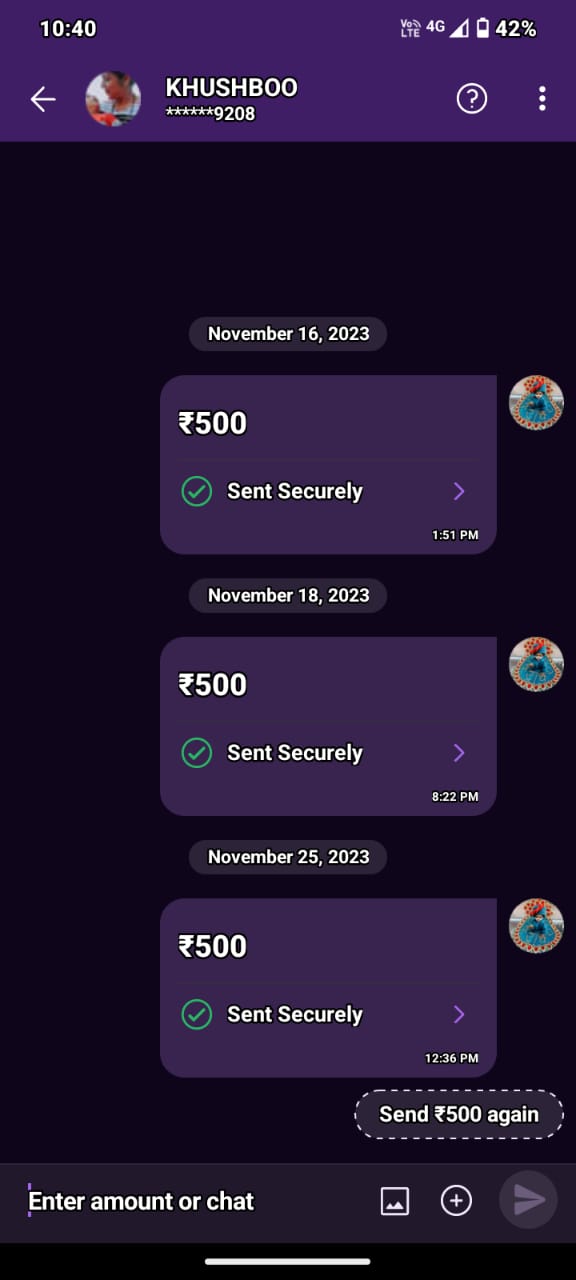 10:40
Vo LTE 4G 42%
KHUSHBOO
******9208
November 16, 2023
₹500
Sent Securely
1:51 PM
November 18, 2023
₹500
Sent Securely
8:22 PM
November 25, 2023
₹500
Sent Securely
12:36 PM
Send ₹500 again
Enter amount or chat